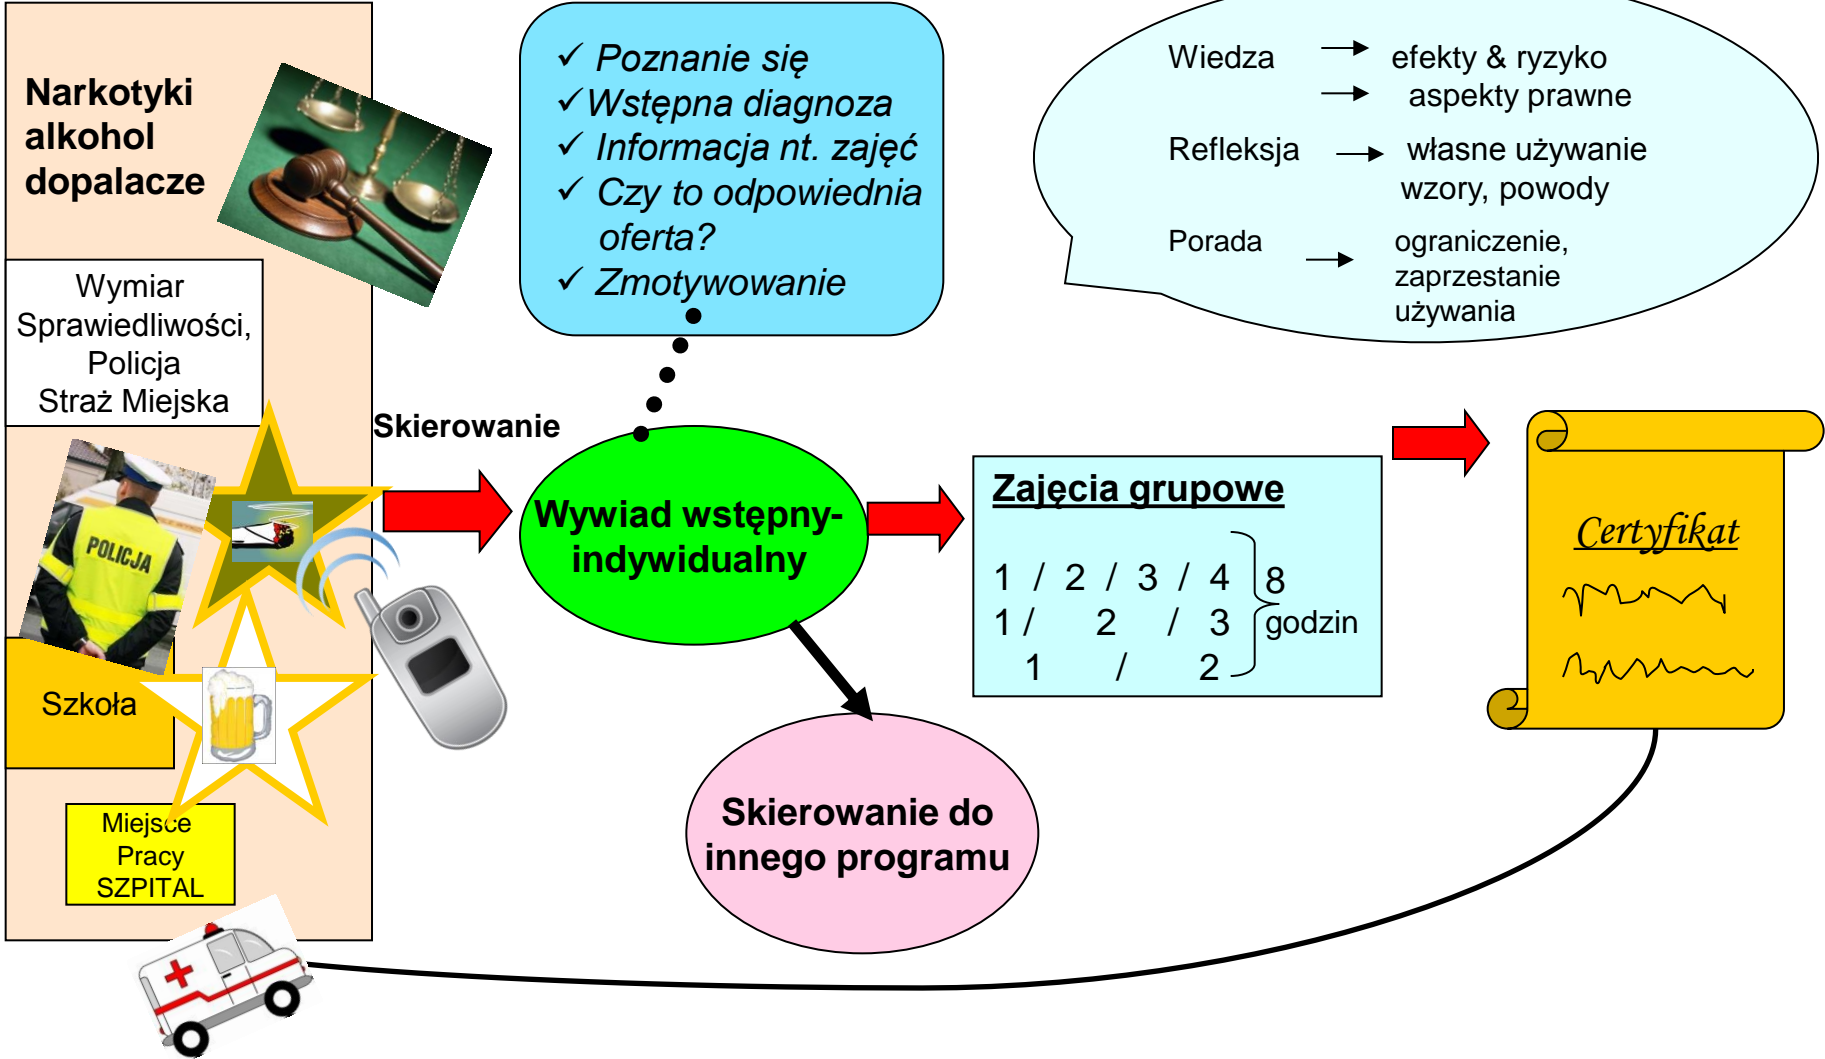 Narkotyki
alkohol
dopalacze
Wymiar
Sprawiedliwości,
Policja
Straż Miejska
POLICJA
Szkoła
Miejsce
Pracy
SZPITAL
Skierowanie
✓ Poznanie się
✓ Wstępna diagnoza
✓ Informacja nt. zajęć
✓ Czy to odpowiednia
oferta?
✓ Zmotywowanie
Wywiad wstępny-
indywidualny
Skierowanie do
innego programu
Wiedza → efekty & ryzyko
→ aspekty prawne
Refleksja → własne używanie
wzory, powody
Porada → ograniczenie,
zaprzestanie
używania
Zajęcia grupowe
1 / 2 / 3 / 4
1 / 2 / 3
1 / 2
8
godzin
Certyfikat